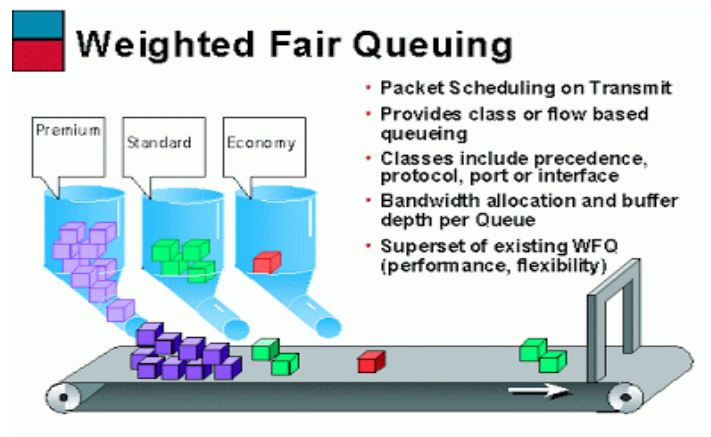 Weighted Fair Queuing
Premium
Standard
Economy
• Packet Scheduling on Transmit
• Provides class or flow based
queueing
• Classes include precedence,
protocol, port or interface
• Bandwidth allocation and buffer
depth per Queue
• Superset of existing WFQ
(performance, flexibility)